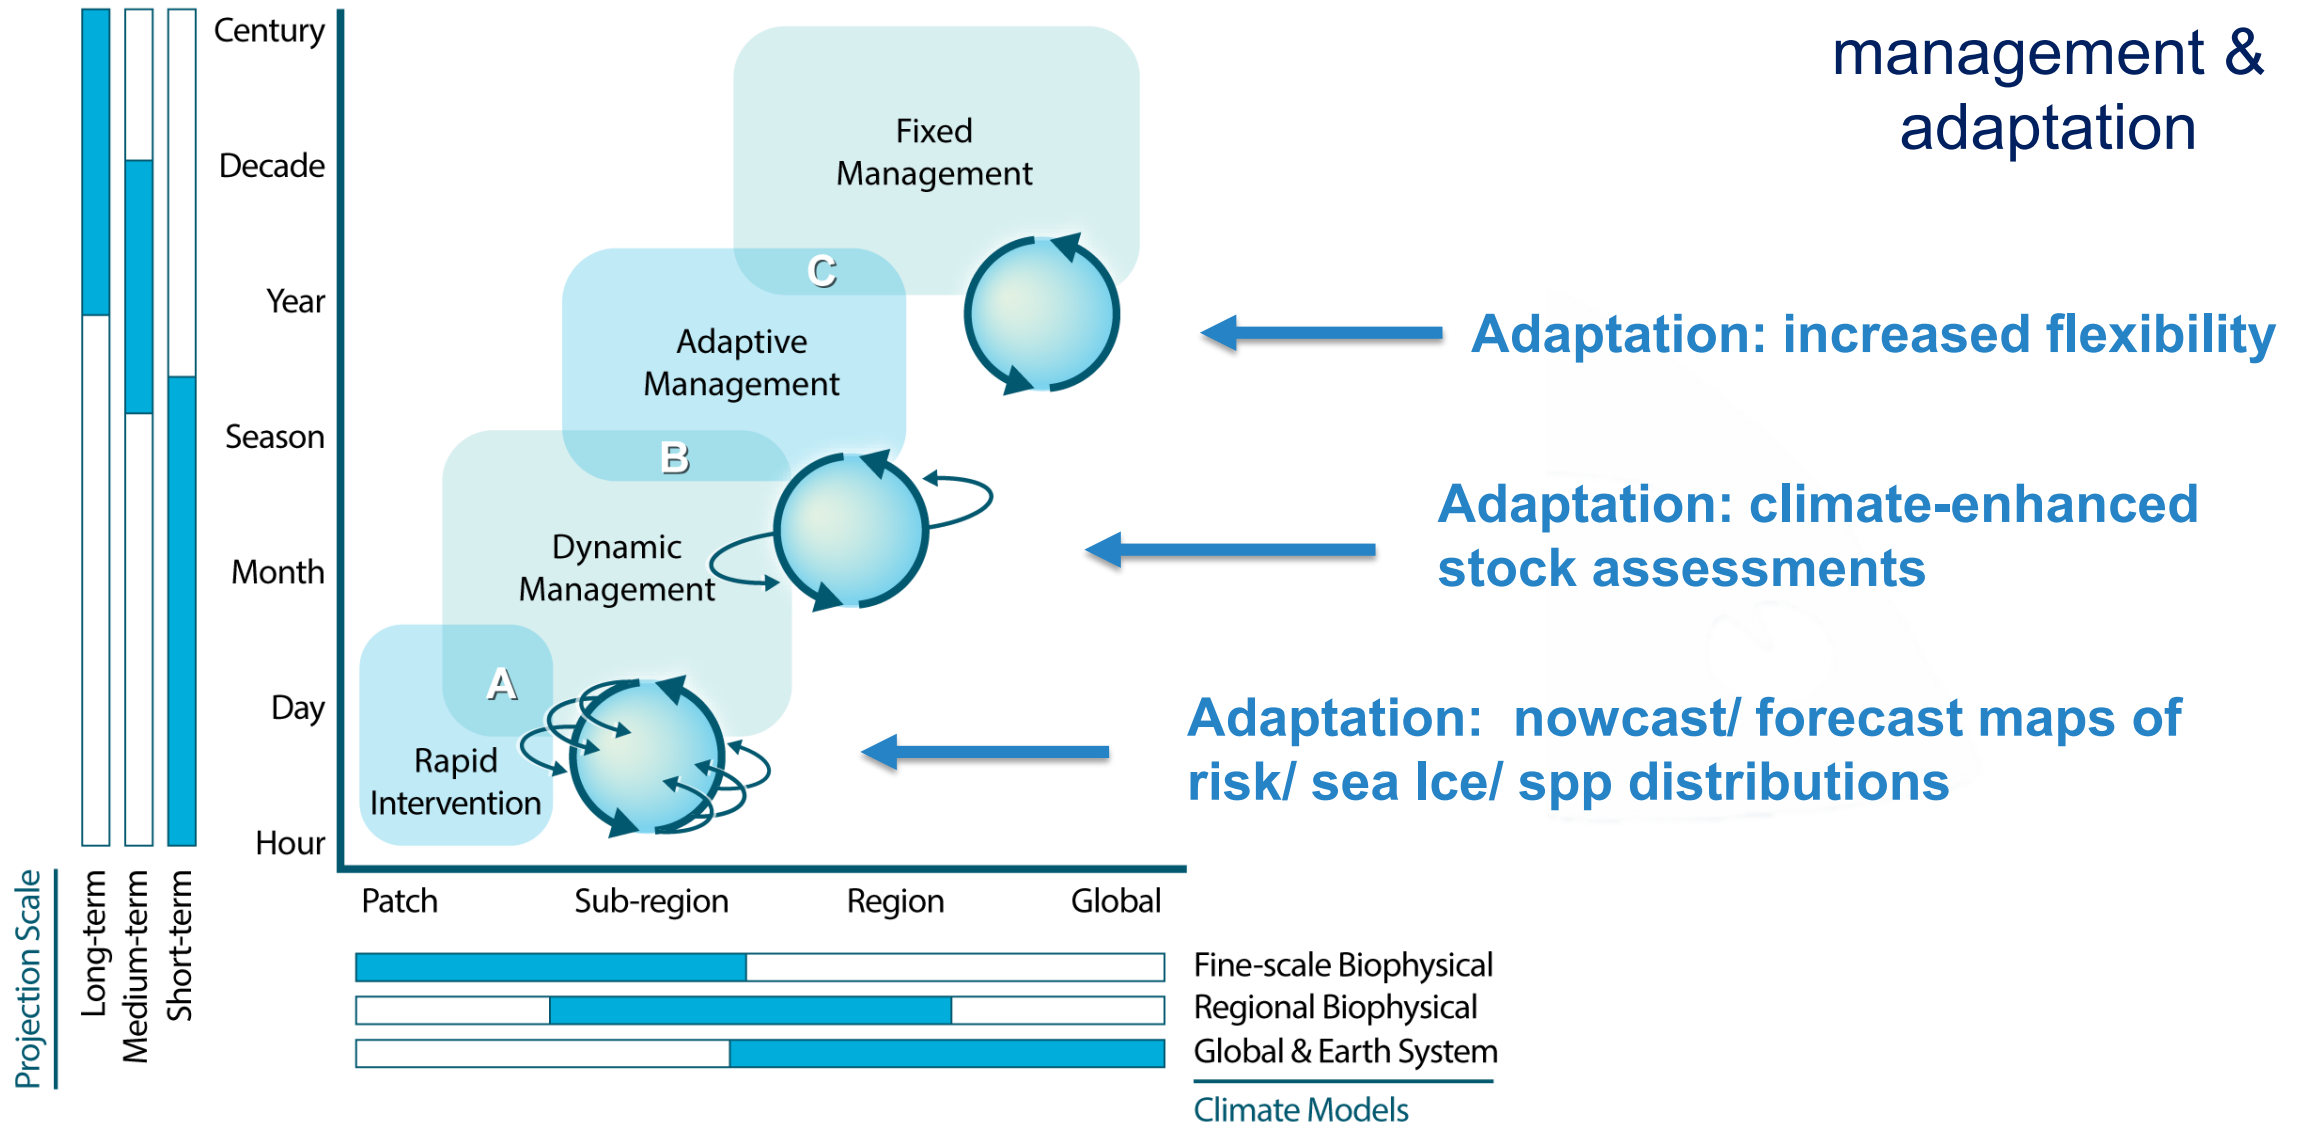 management &
adaptation
Century
Decade
Year
Season
Month
Day
Hour
Fixed
Management
C
Adaptive
Management
B
Dynamic
Management
A
Rapid
Intervention
Adaptation: increased flexibility
Adaptation: climate-enhanced
stock assessments
Adaptation:  nowcast/ forecast maps of
risk/ sea Ice/ spp distributions
Patch
Sub-region
Region
Global
Projection Scale
Long-term
Medium-term
Short-term
Fine-scale Biophysical
Regional Biophysical
Global & Earth System
Climate Models